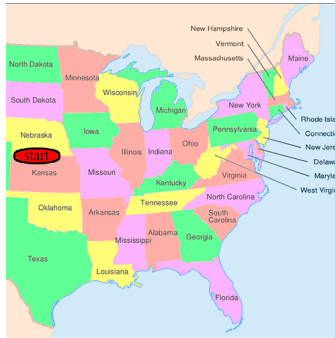 New Hampshire
Vermont
Massachusetts
Maine
North Dakota
Minnesota
South Dakota
Wisconsin
Michigan
New York
Rhode Isla
Connectic
Nebraska
Iowa
Pennsylvania
New Jers
start
Illinois
Indiana
Ohio
Delaw
Kansas
Missouri
Virginia
Maryla
Kentucky
West Virgi
Oklahoma
Tennessee
North Carolina
Arkansas
South
Carolina
Mississippi
Alabama
Georgia
Texas
Louisiana
Florida